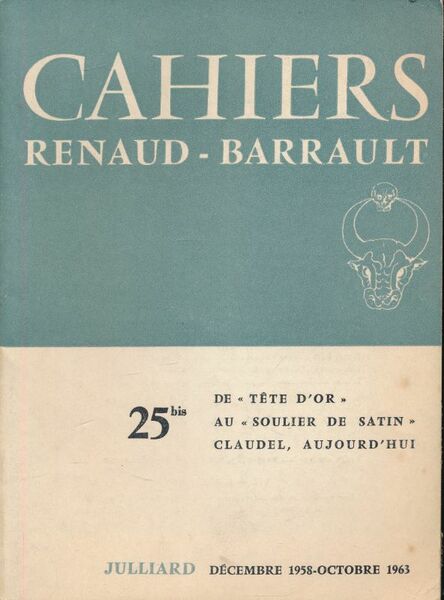 CAHIERS
RENAUD - BARRAULT
25 bis
DE « TÊTE D'OR »
AU « SOULIER DE SATIN »
CLAUDEL, AUJOURD'HUI
JULLIARD DÉCEMBRE 1958-OCTOBRE 1963